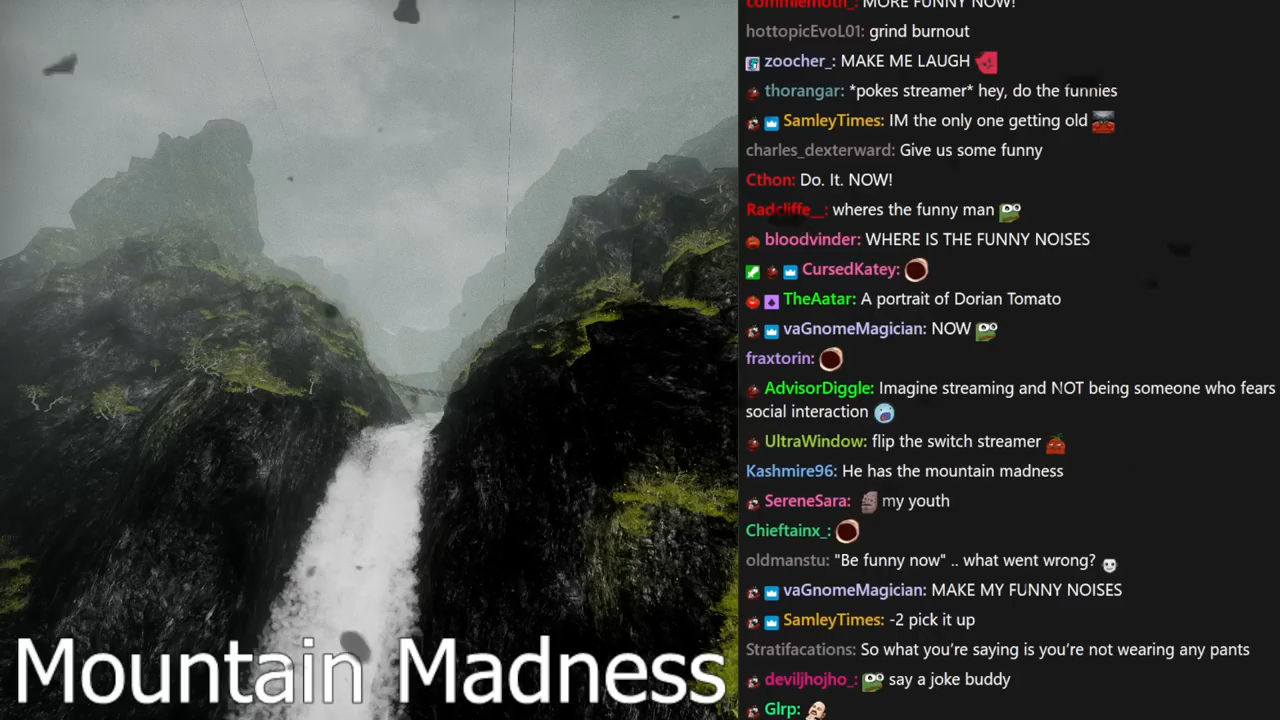 commiemoth_: MORE FUNNY NOW!
hottopicEvoL01: grind burnout
zoocher_: MAKE ME LAUGH
thorangar: *pokes streamer* hey, do the funnies
SamleyTimes: IM the only one getting old
charles_dexterward: Give us some funny
Cthon: Do. It. NOW!
Radcliffe__: wheres the funny man
bloodvinder: WHERE IS THE FUNNY NOISES
CursedKatey:
TheAatar: A portrait of Dorian Tomato
vaGnomeMagician: NOW
fraxtorin:
AdvisorDiggle: Imagine streaming and NOT being someone who fears
social interaction
UltraWindow: flip the switch streamer
Kashmire96: He has the mountain madness
SereneSara: my youth
Chieftainx_:
oldmanstu: "Be funny now" .. what went wrong?
vaGnomeMagician: MAKE MY FUNNY NOISES
SamleyTimes: -2 pick it up
Stratifacations: So what you're saying is you're not wearing any pants
deviljhojho_: say a joke buddy
Glrp:
Mountain Madness